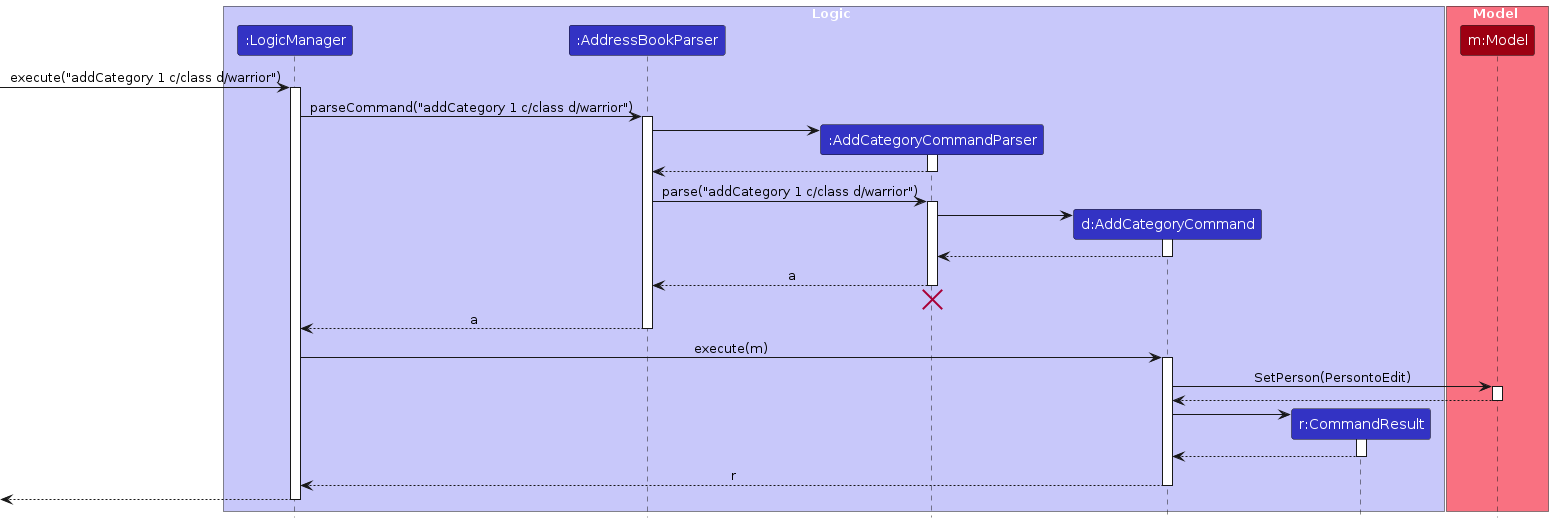 Logic
Model
:LogicManager
:AddressBookParser
m:Model
execute("addCategory 1 c/class d/warrior")
parseCommand("addCategory 1 c/class d/warrior")
:AddCategoryCommandParser
parse("addCategory 1 c/class d/warrior")
d:AddCategoryCommand
a
a
execute(m)
SetPerson(PersontoEdit)
r:CommandResult
r